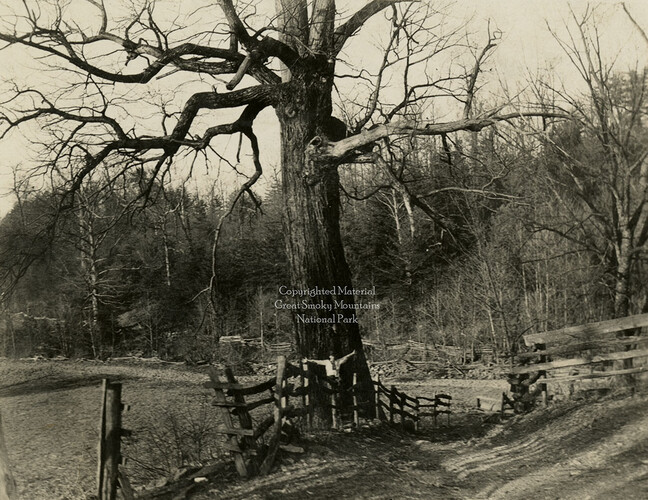 Copyrighted Material
Great Smoky Mountains
National Park